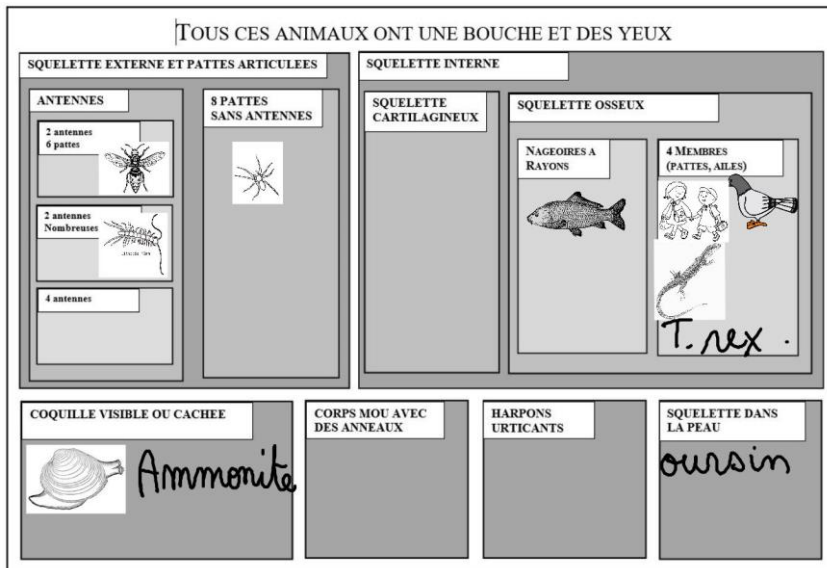 TOUS CES ANIMAUX ONT UNE BOUCHE ET DES YEUX
SQUELETTE EXTERNE ET PATTES ARTICULEES
ANTENNES
2 antennes
6 pattes
2 antennes
Nombreuses
4 antennes
8 PATTES
SANS ANTENNES
SQUELETTE INTERNE
SQUELETTE
CARTILAGINEUX
SQUELETTE OSSEUX
NAGEOIRES A
RAYONS
4 MEMBRES
(PATTES, AILES)
T. rex .
COQUILLE VISIBLE OU CACHEE
Ammonite
CORPS MOU AVEC
DES ANNEAUX
HARPONS
URTICANTS
SQUELETTE DANS
LA PEAU
oursin